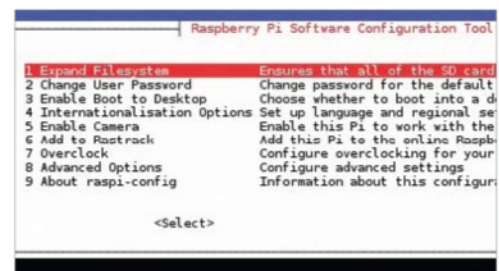 Raspberry Pi Software Configuration Tool
1 Expand Filesystem Ensures that all of the SD card
2 Change User Password Change password for the default
3 Enable Boot to Desktop Choose whether to boot into a d
4 Internationalisation Options Set up language and regional se
5 Enable Camera Enable this Pi to work with the
6 Add to Rastrack Add this Pi to the online Raspb
7 Overclock Configure overclocking for your
8 Advanced Options Configure advanced settings
9 About raspi-config Information about this configur
<Select>